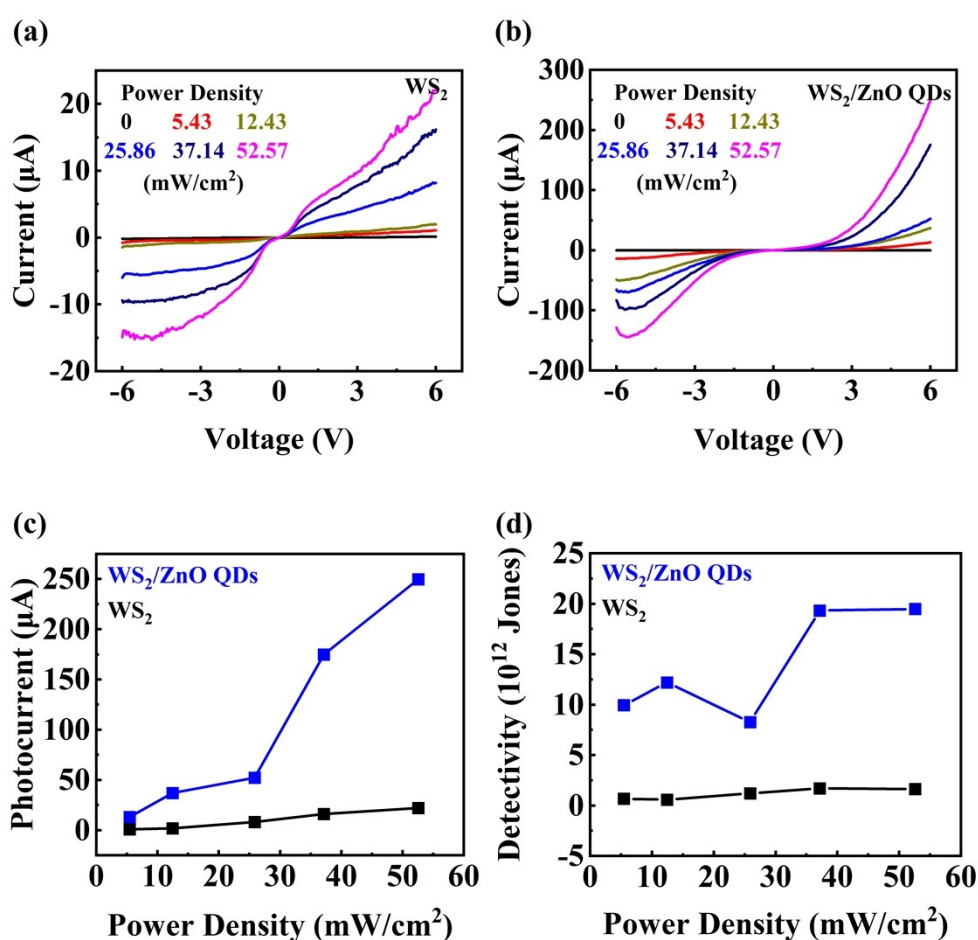 (a)
Power Density
WS₂
0 5.43 12.43
25.86 37.14 52.57
(mW/cm²)
20
10
0
-10
-20
-6 -3 0 3 6
Current (µA)
Voltage (V)
(b)
Power Density
WS₂/ZnO QDs
0 5.43 12.43
25.86 37.14 52.57
(mW/cm²)
300
200
100
0
-100
-200
-6 -3 0 3 6
Current (µA)
Voltage (V)
(c)
WS₂/ZnO QDs
WS₂
250
200
150
100
50
0
0 10 20 30 40 50 60
Photocurrent (µA)
Power Density (mW/cm²)
(d)
WS₂/ZnO QDs
WS₂
25
20
15
10
5
0
-5
0 10 20 30 40 50 60
Detectivity (10¹² Jones)
Power Density (mW/cm²)